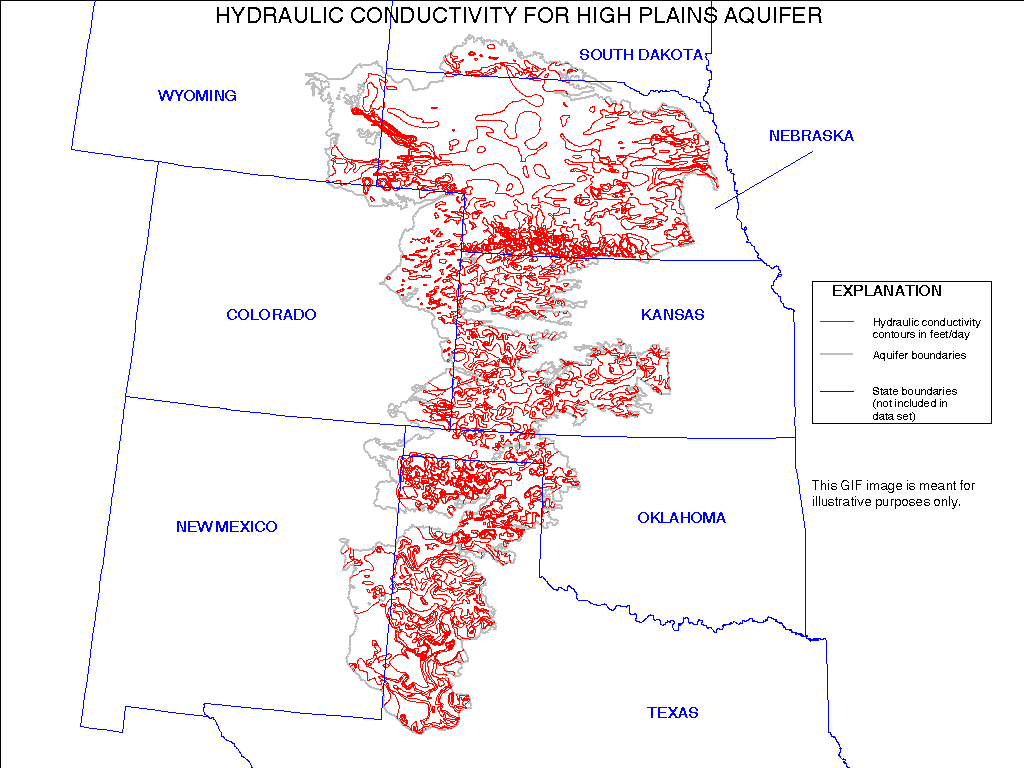 HYDRAULIC CONDUCTIVITY FOR HIGH PLAINS AQUIFER
SOUTH DAKOTA
WYOMING
NEBRASKA
COLORADO
KANSAS
EXPLANATION
Hydraulic conductivity
contours in feet/day
Aquifer boundaries
State boundaries
(not included in
data set)
This GIF image is meant for
illustrative purposes only.
OKLAHOMA
NEW MEXICO
TEXAS